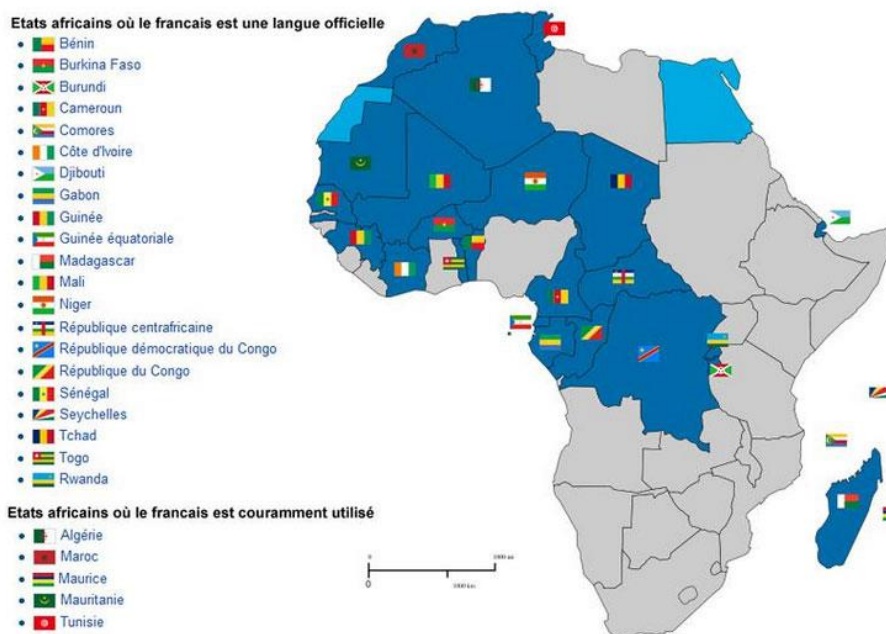 Etats africains où le francais est une langue officielle
Bénin
Burkina Faso
Burundi
Cameroun
Comores
Côte d'Ivoire
Djibouti
Gabon
Guinée
Guinée équatoriale
Madagascar
Mali
Niger
République centrafricaine
République démocratique du Congo
République du Congo
Sénégal
Seychelles
Tchad
Togo
Rwanda
Etats africains où le francais est couramment utilisé
Algérie
Maroc
Maurice
Mauritanie
Tunisie
0
0